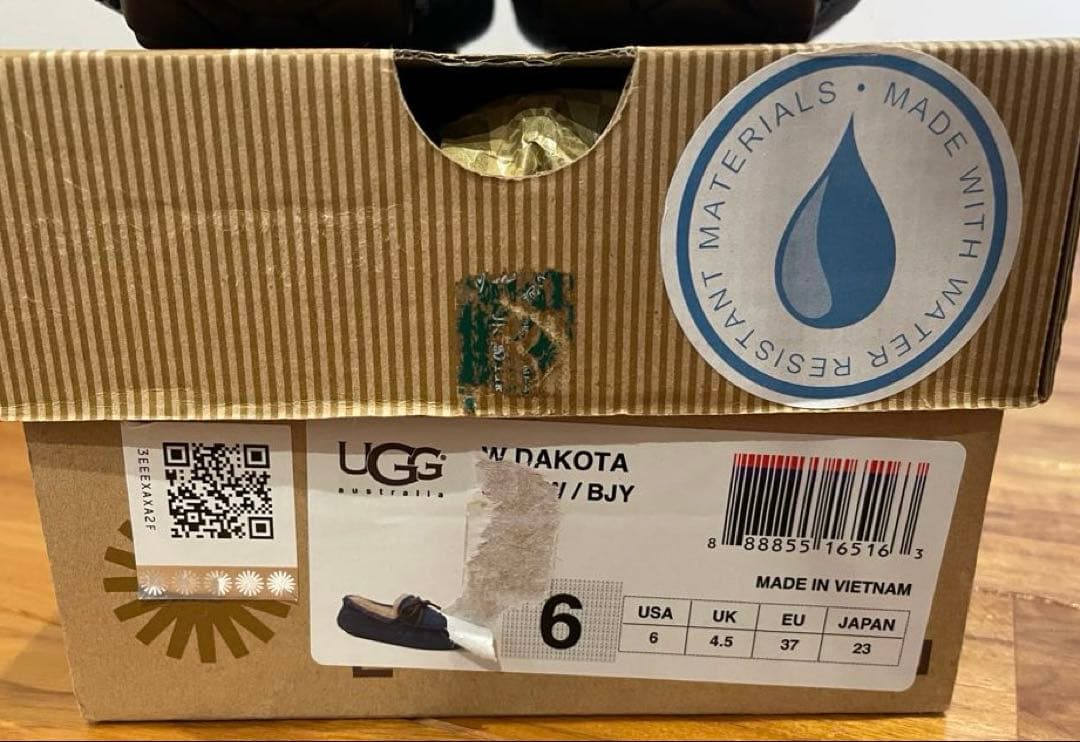 MADE WITH WATER RESISTANT MATERIALS •
3EEEXAXA2F
UGG
australia
W DAKOTA
/ BJY
8 88855 16516 3
MADE IN VIETNAM
6
USA UK EU JAPAN
6 4.5 37 23